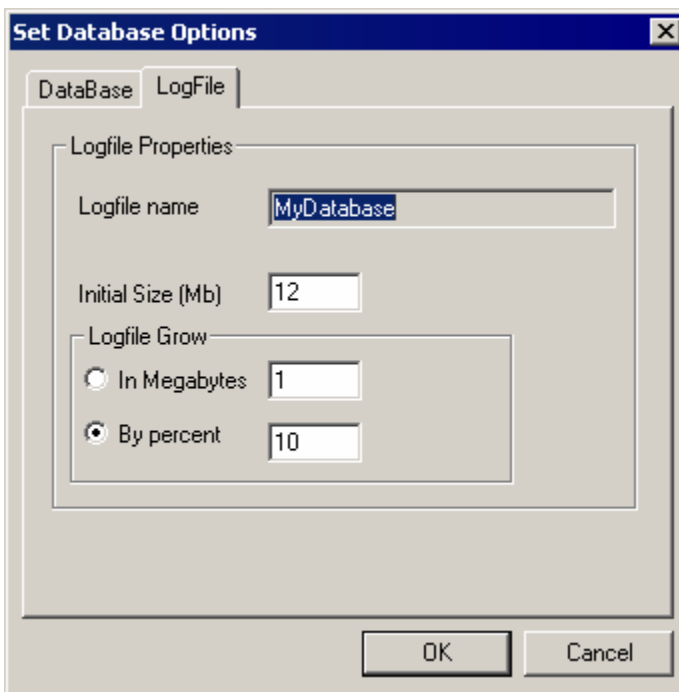 Set Database Options
DataBase LogFile
Logfile Properties
Logfile name MyDatabase
Initial Size (Mb) 12
Logfile Grow
In Megabytes 1
By percent 10
OK Cancel